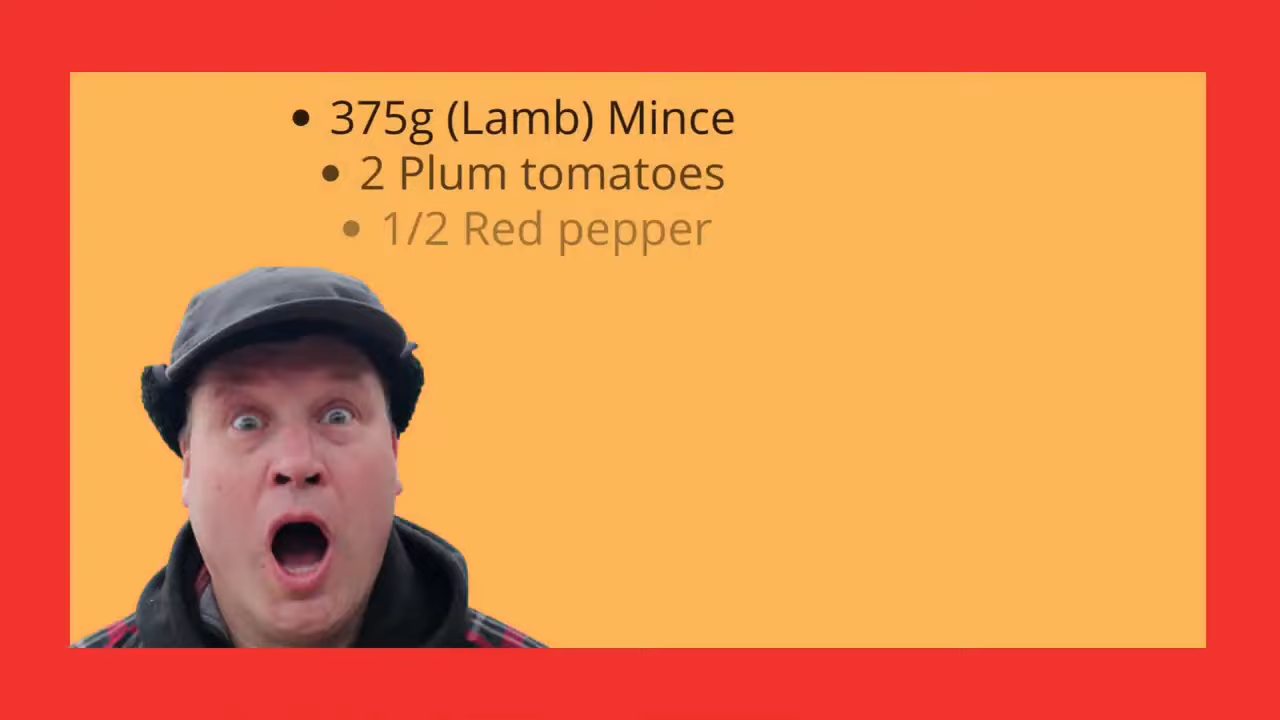 • 375g (Lamb) Mince
• 2 Plum tomatoes
• 1/2 Red pepper